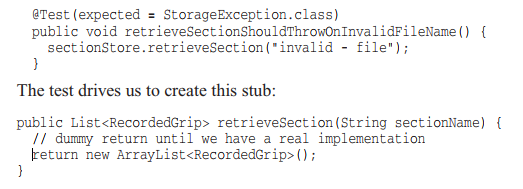 @Test(expected = StorageException.class)
public void retrieveSectionShouldThrowOnInvalidFileName() {
sectionStore.retrieveSection("invalid - file");
}
The test drives us to create this stub:
public List<RecordedGrip> retrieveSection(String sectionName) {
// dummy return until we have a real implementation
return new ArrayList<RecordedGrip>();
}